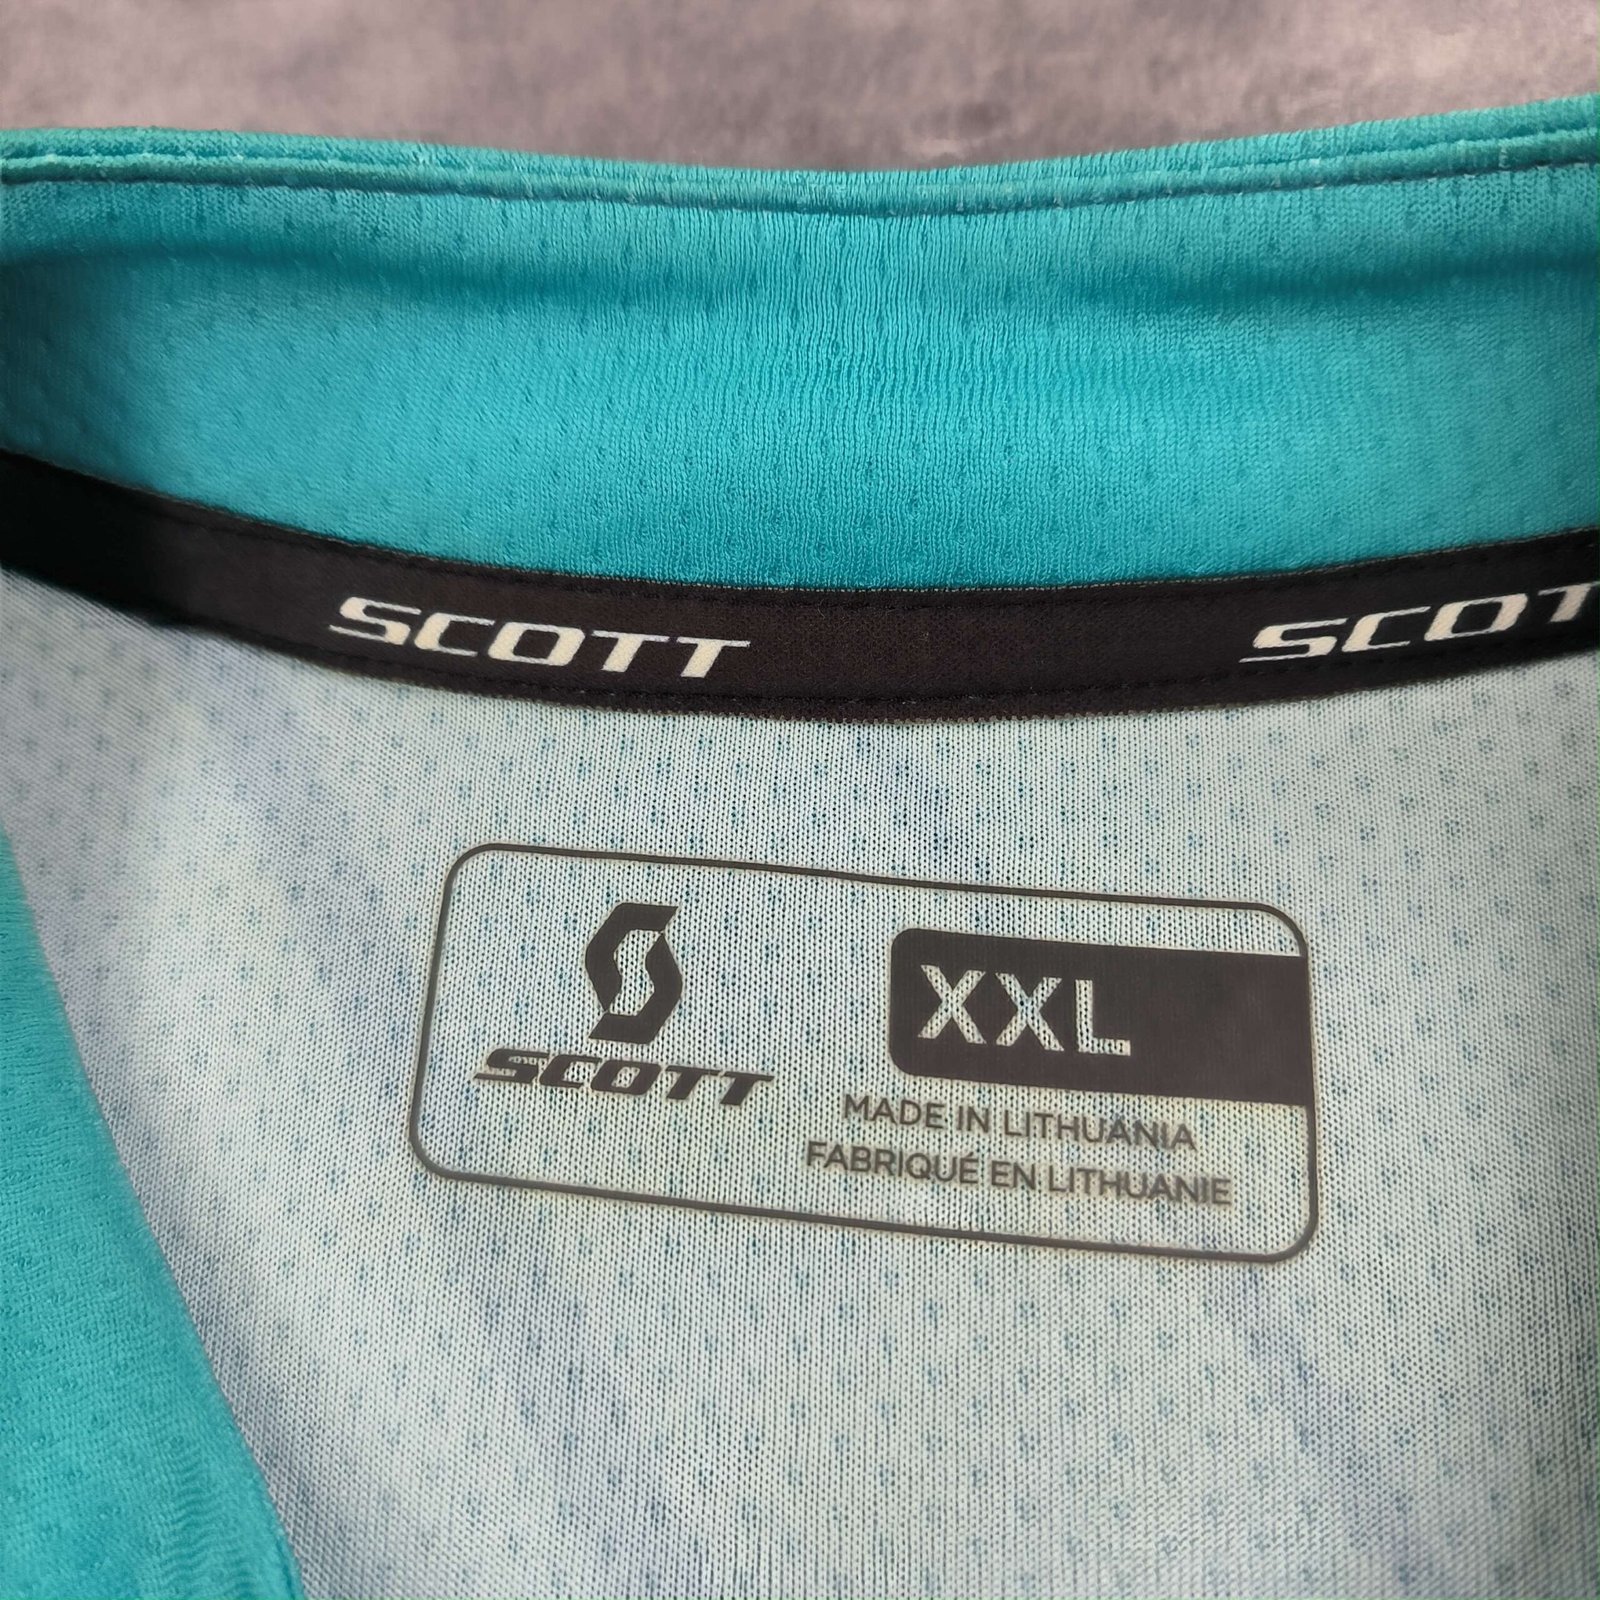 SCOTT
SCOT
SCOTT
XXL
MADE IN LITHUANIA
FABRIQUÉ EN LITHUANIE